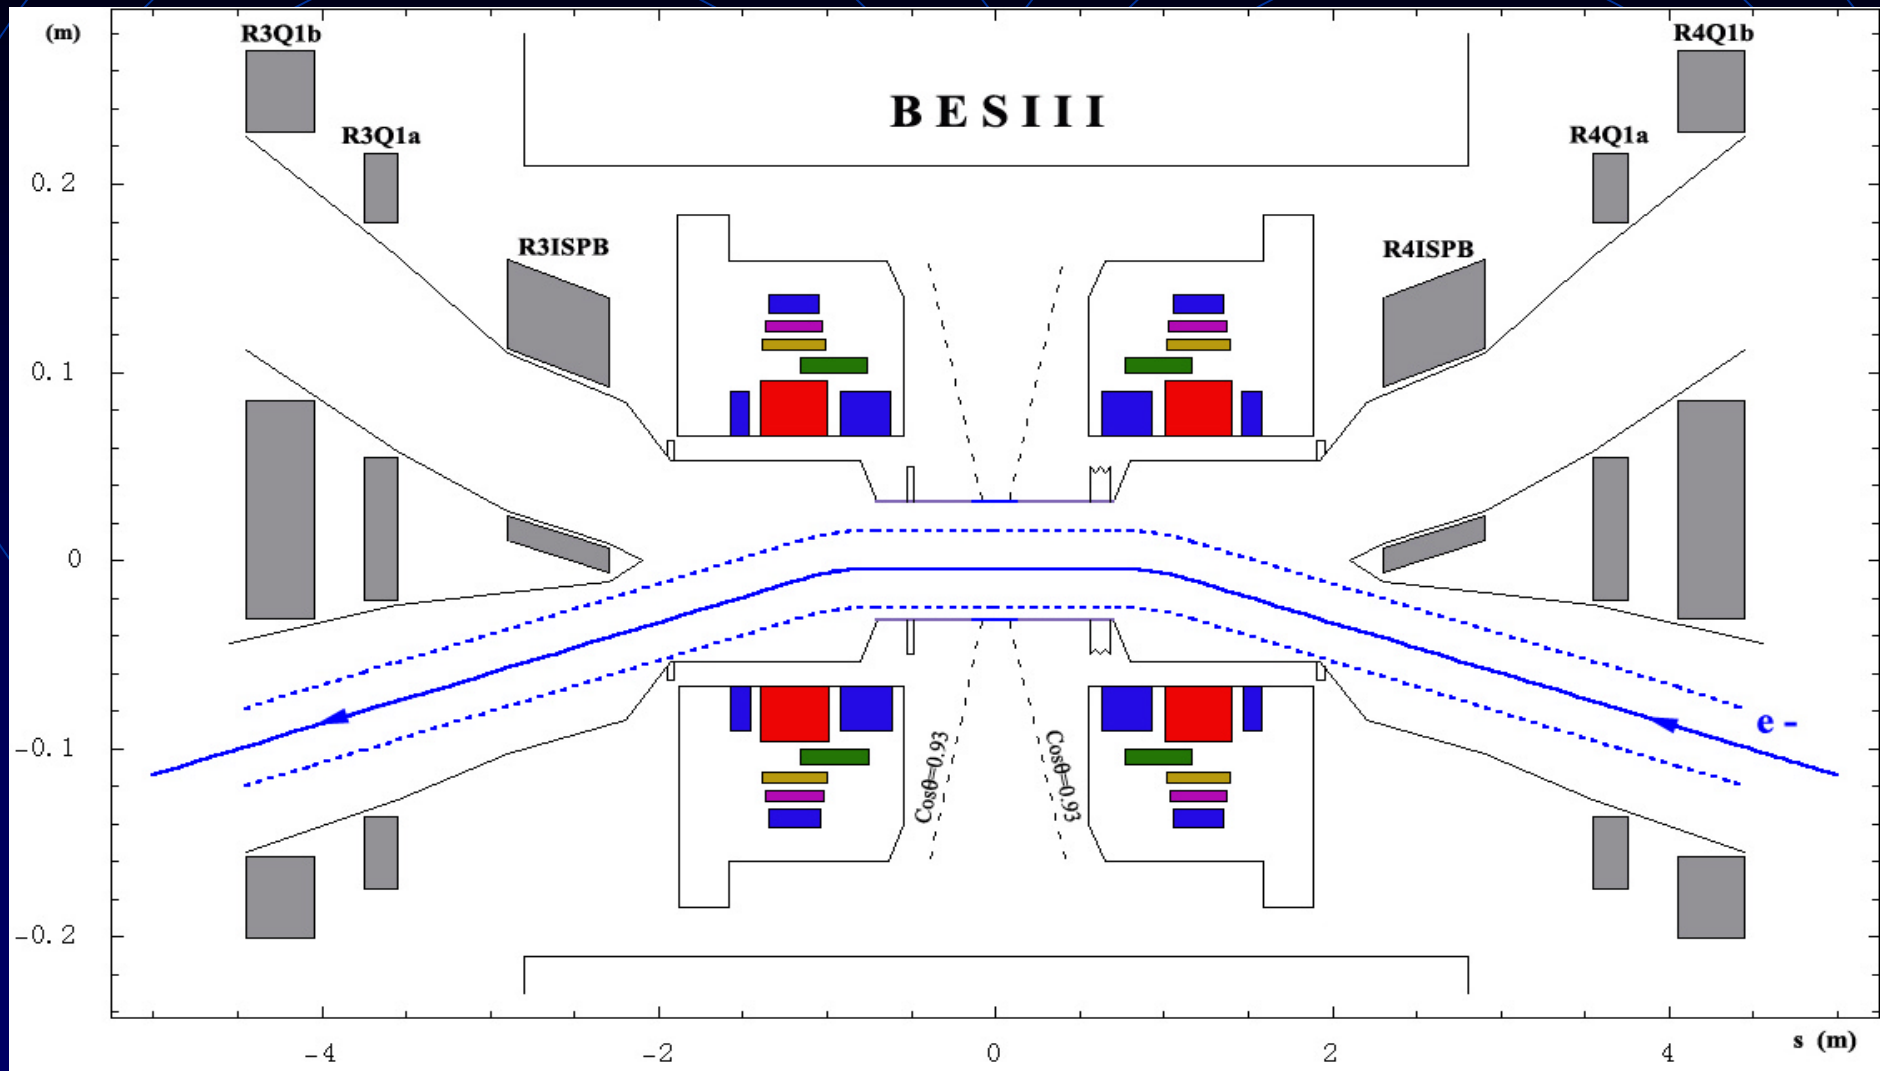 (m)
R3Q1b
R4Q1b
BESIII
R3Q1a
R4Q1a
0.2
R3ISPB
R4ISPB
0.1
0
-0.1
e -
Cosθ=0.93
Cosθ=0.93
-0.2
-4
-2
0
2
4
s (m)